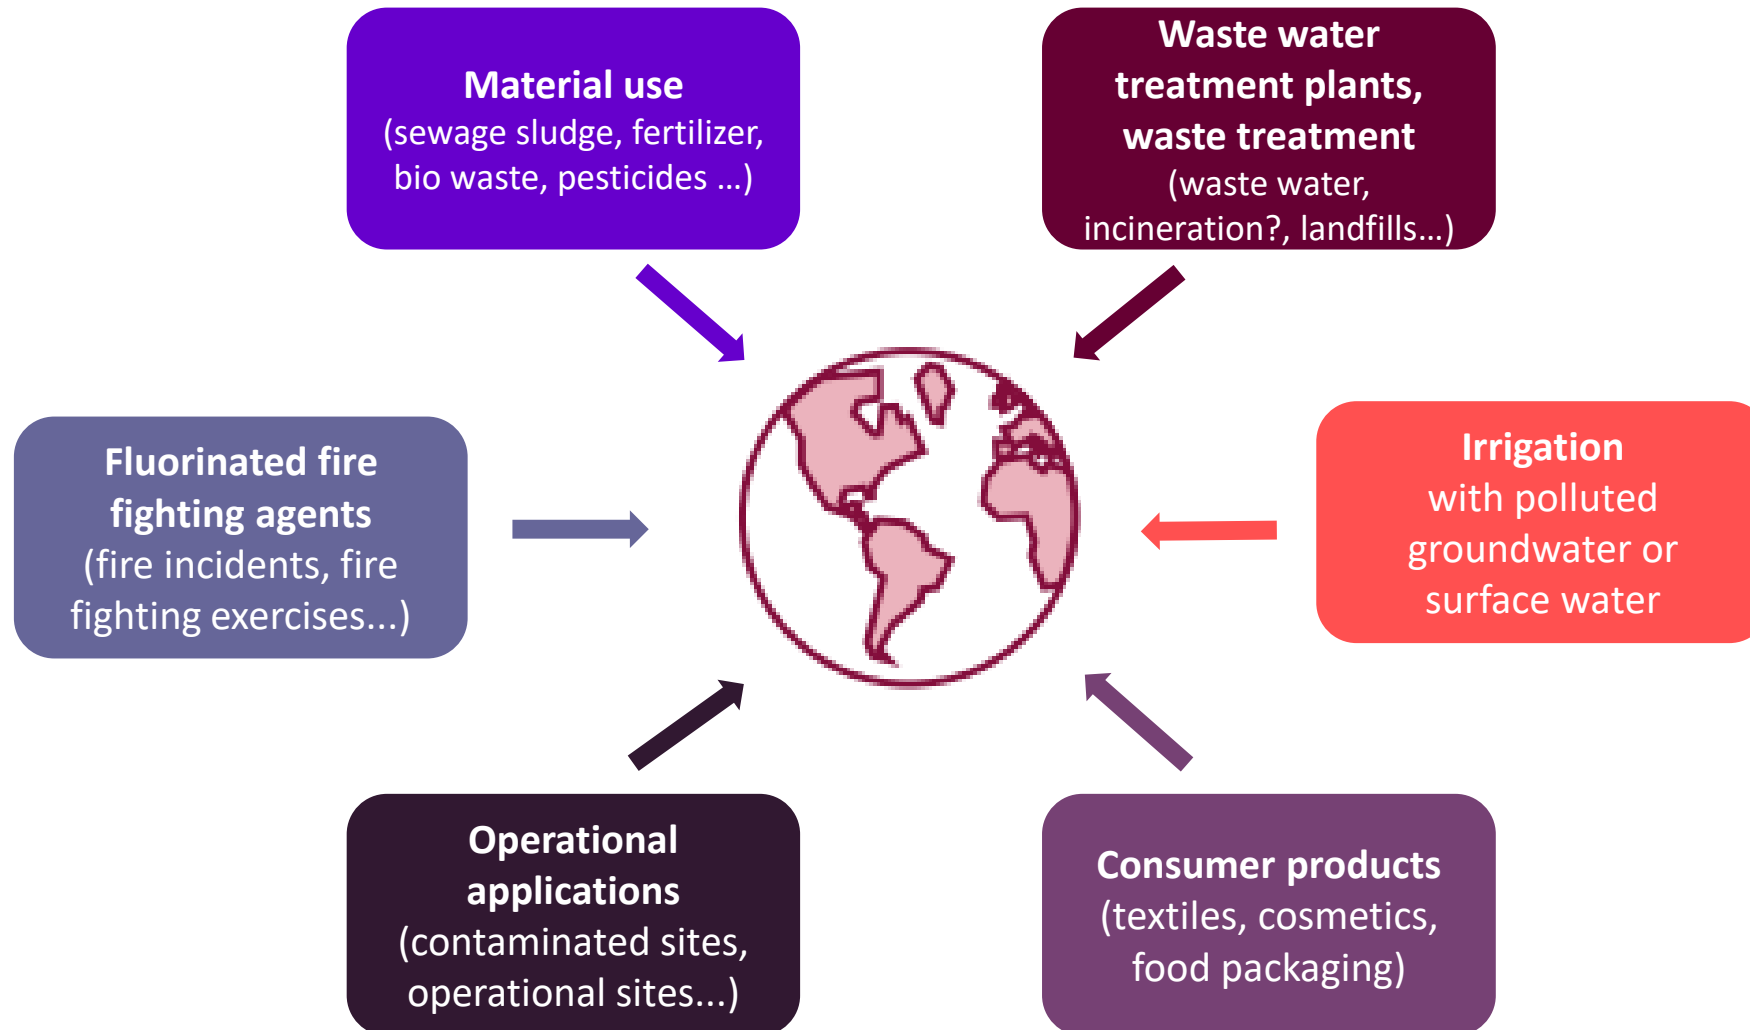 Material use
(sewage sludge, fertilizer,
bio waste, pesticides ...)
Waste water
treatment plants,
waste treatment
(waste water,
incineration?, landfills...)
Fluorinated fire
fighting agents
(fire incidents, fire
fighting exercises...)
Irrigation
with polluted
groundwater or
surface water
Operational
applications
(contaminated sites,
operational sites...)
Consumer products
(textiles, cosmetics,
food packaging)